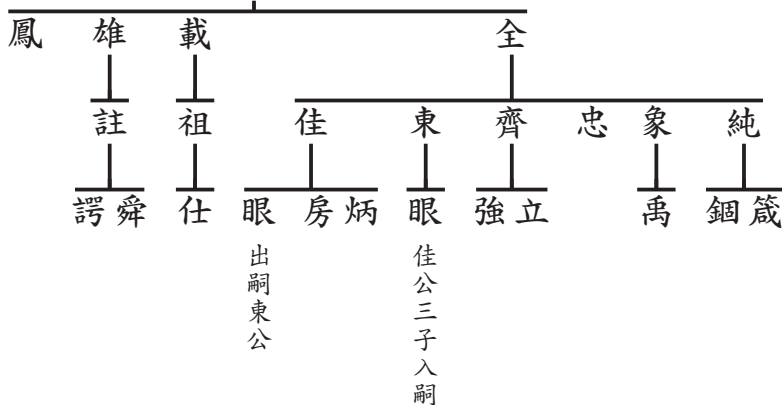 鳳 雄 載 全
註 祖 佳 東 齊 忠 象 純
諤 舜 仕 眼 房 炳 眼 強 立 禹 錮 箴
出嗣東公
佳公三子入嗣